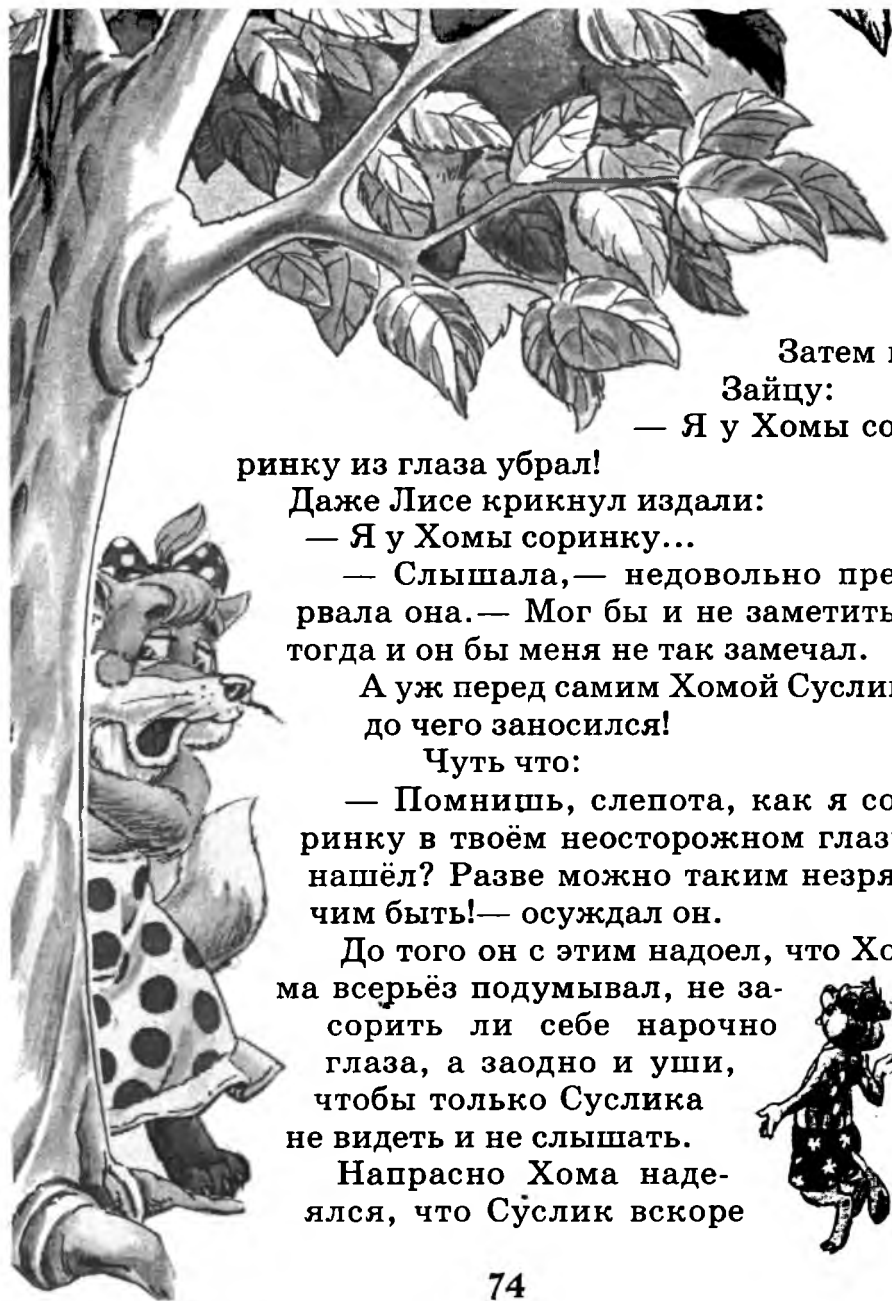 Затем
Зайцу:
— Я у Хомы со
ринку из глаза убрал!
Даже Лисе крикнул издали:
— Я у Хомы соринку...
— Слышала,— недовольно пре
рвала она.— Мог бы и не заметить
тогда и он бы меня не так замечал.
А уж перед самим Хомой Суслик
до чего заносился!
Чуть что:
— Помнишь, слепота, как я со
ринку в твоём неосторожном глаз
нашёл? Разве можно таким незря
чим быть!— осуждал он.
До того он с этим надоел, что Хо
ма всерьёз подумывал, не за-
сорить ли себе нарочно
глаза, а заодно и уши,
чтобы только Суслика
не видеть и не слышать.
Напрасно Хома наде-
ялся, что Суслик вскоре
74